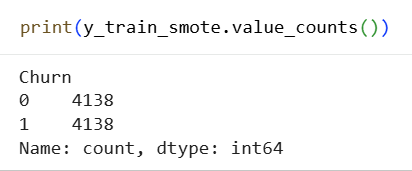 print(y_train_smote.value_counts())
Churn
0    4138
1    4138
Name: count, dtype: int64